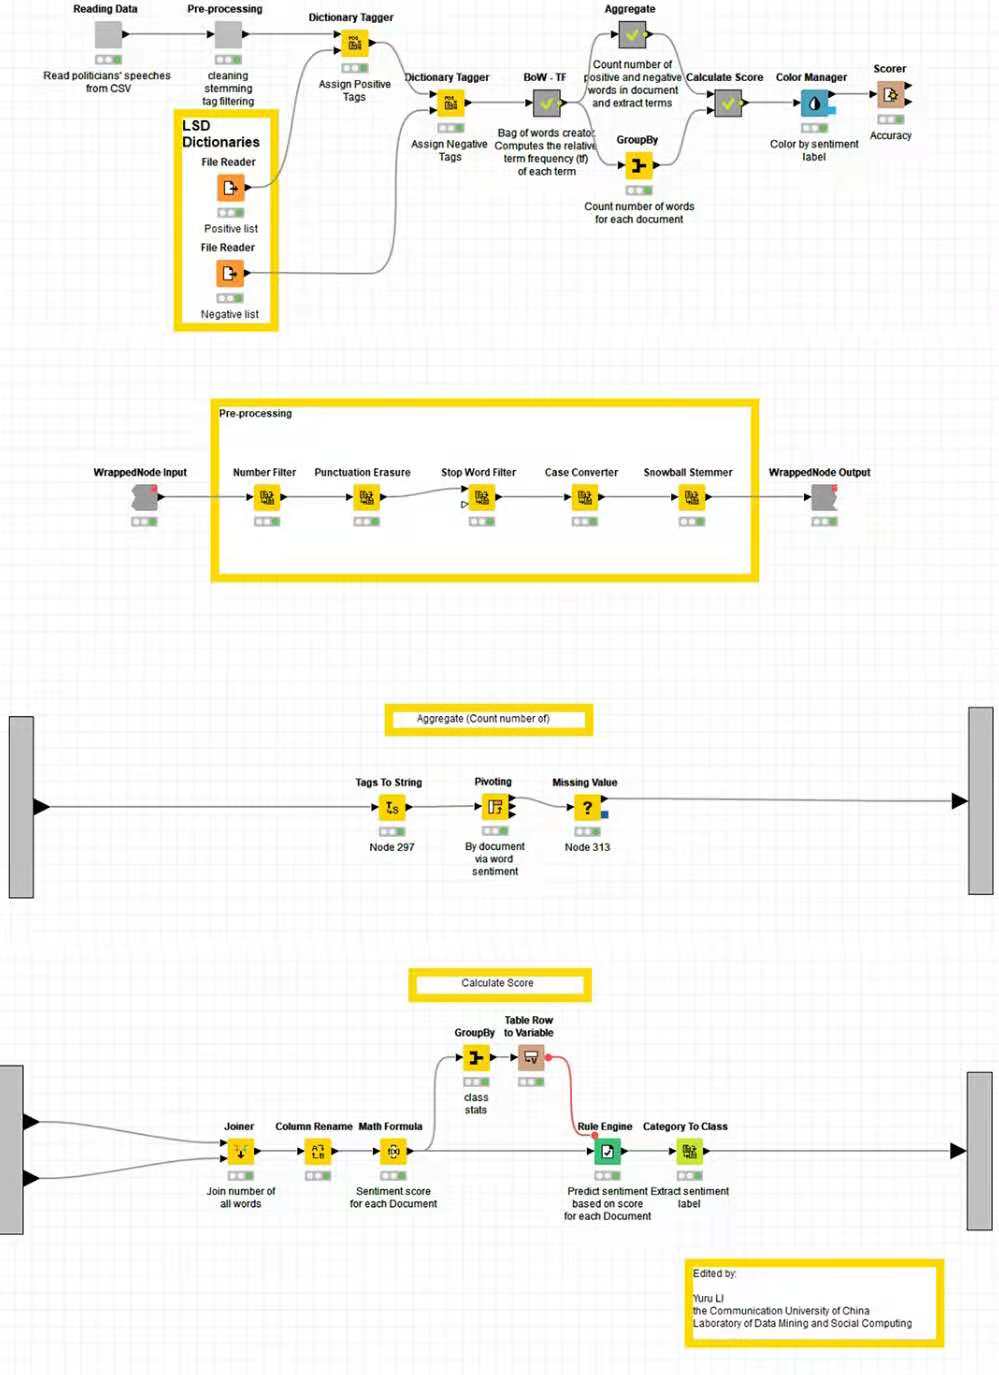 Reading Data
Pre-processing
Dictionary Tagger
Aggregate
Read politicians' speeches
from CSV
cleaning
stemming
tag filtering
Assign Positive
Tags
Dictionary Tagger
BoW - TF
Count number of
positive and negative
words in document
and extract terms
Calculate Score
Color Manager
Scorer
LSD
Dictionaries
File Reader
Positive list
File Reader
Negative list
Assign Negative
Tags
Bag of words creator
Computes the relative
term frequency (tf)
of each term
GroupBy
Count number of words
for each document
Color by sentiment
label
Accuracy
Pre-processing
WrappedNode Input
Number Filter
Punctuation Erasure
Stop Word Filter
Case Converter
Snowball Stemmer
WrappedNode Output
Aggregate (Count number of)
Tags To String
Pivoting
Missing Value
Node 297
By document
via word
sentiment
Node 313
Calculate Score
GroupBy
Table Row
to Variable
class
stats
Joiner
Column Rename
Math Formula
Rule Engine
Category To Class
Join number of
all words
Sentiment score
for each Document
Predict sentiment
based on score
for each Document
Extract sentiment
label
Edited by:
Yuru LI
the Communication University of China
Laboratory of Data Mining and Social Computing